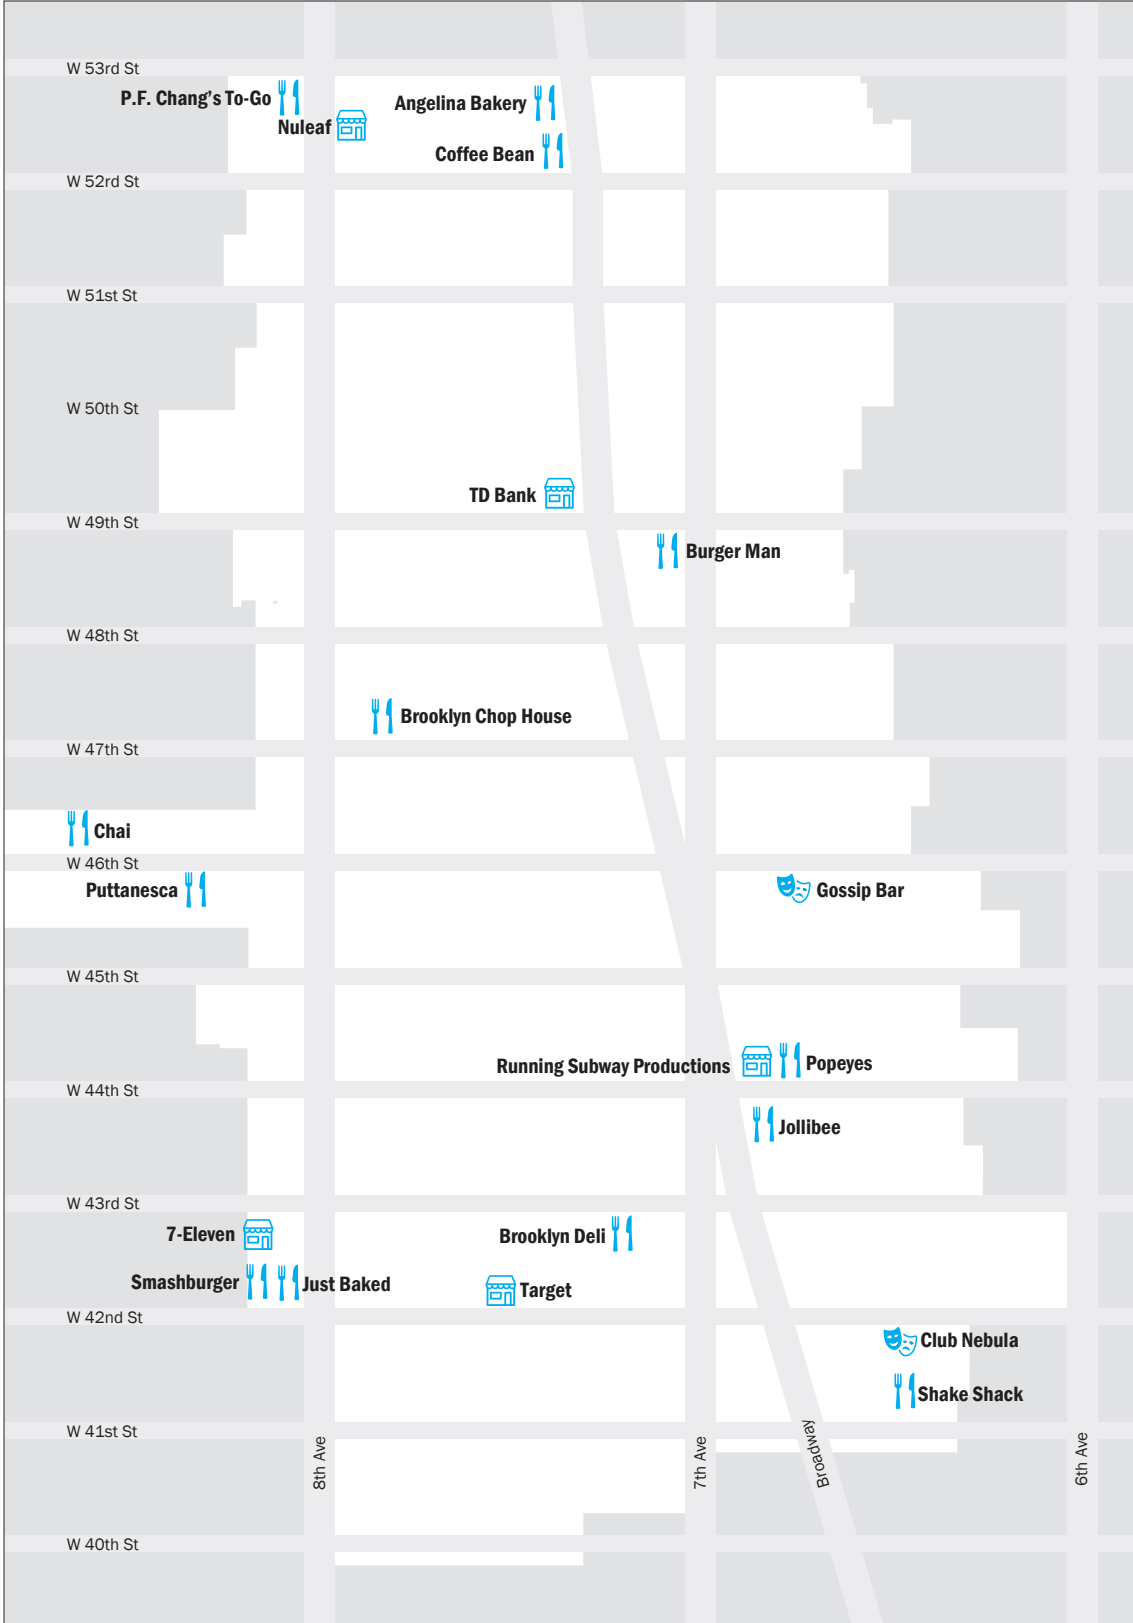 W 53rd St
P.F. Chang's To-Go
Angelina Bakery
Nuleaf
Coffee Bean
W 52rd St
W 51st St
W 50th St
TD Bank
W 49th St
Burger Man
W 48th St
Brooklyn Chop House
W 47th St
Chai
W 46th St
Puttanesca
Gossip Bar
W 45th St
Running Subway Productions
Popeyes
W 44th St
Jollibee
W 43rd St
7-Eleven
Brooklyn Deli
Smashburger
Just Baked
Target
W 42nd St
Club Nebula
Shake Shack
W 41st St
8th Ave
7th Ave
Broadway
6th Ave
W 40th St